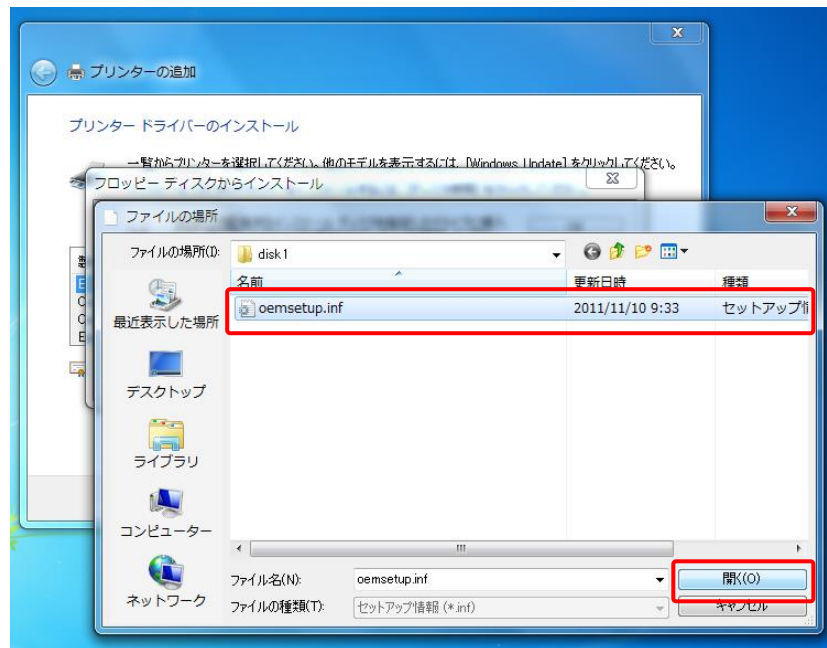 プリンターの追加
プリンター ドライバーのインストール
一覧からプリンターを選択してください。他のモデルを表示するには、[Windows Update] をクリックしてください。
フロッピー ディスクからインストール
ファイルの場所
ファイルの場所(I):
disk1
名前
更新日時
種類
oemsetup.inf
2011/11/10 9:33
セットアップ情
最近表示した場所
デスクトップ
ライブラリ
コンピューター
ネットワーク
ファイル名(N):
oemsetup.inf
開く(O)
ファイルの種類(T):
セットアップ情報 (*.inf)
キャンセル